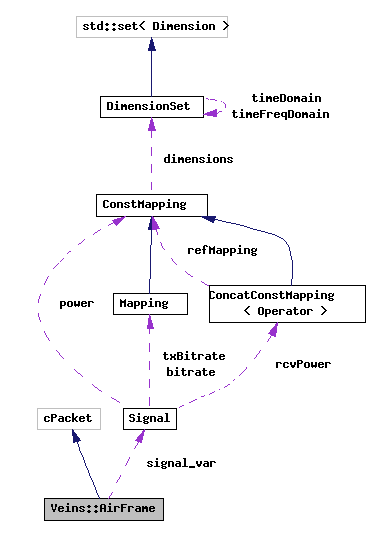 std::set< Dimension >
DimensionSet
timeDomain
timeFreqDomain
dimensions
ConstMapping
refMapping
power
Mapping
ConcatConstMapping
< Operator >
txBitrate
bitrate
rcvPower
cPacket
Signal
signal_var
Veins::AirFrame